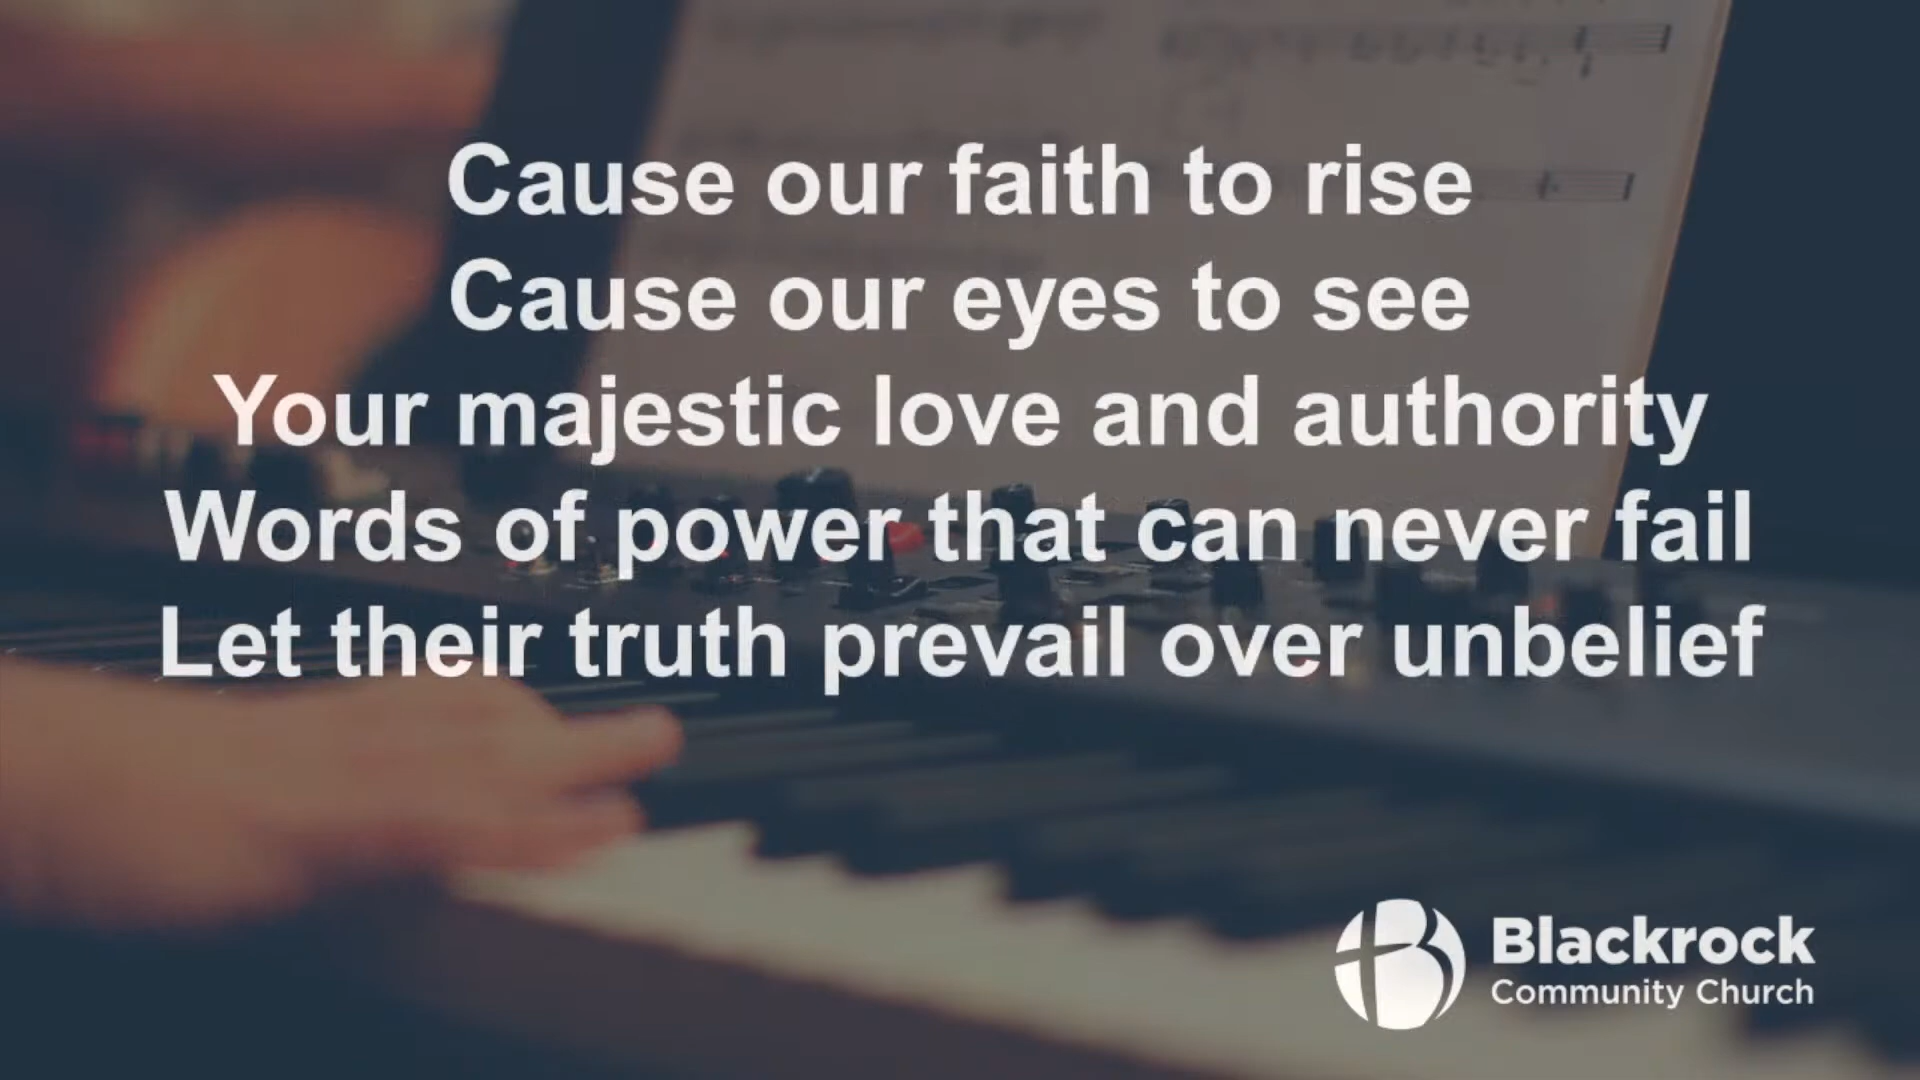 Cause our faith to rise
Cause our eyes to see
Your majestic love and authority
Words of power that can never fail
Let their truth prevail over unbelief
Blackrock
Community Church